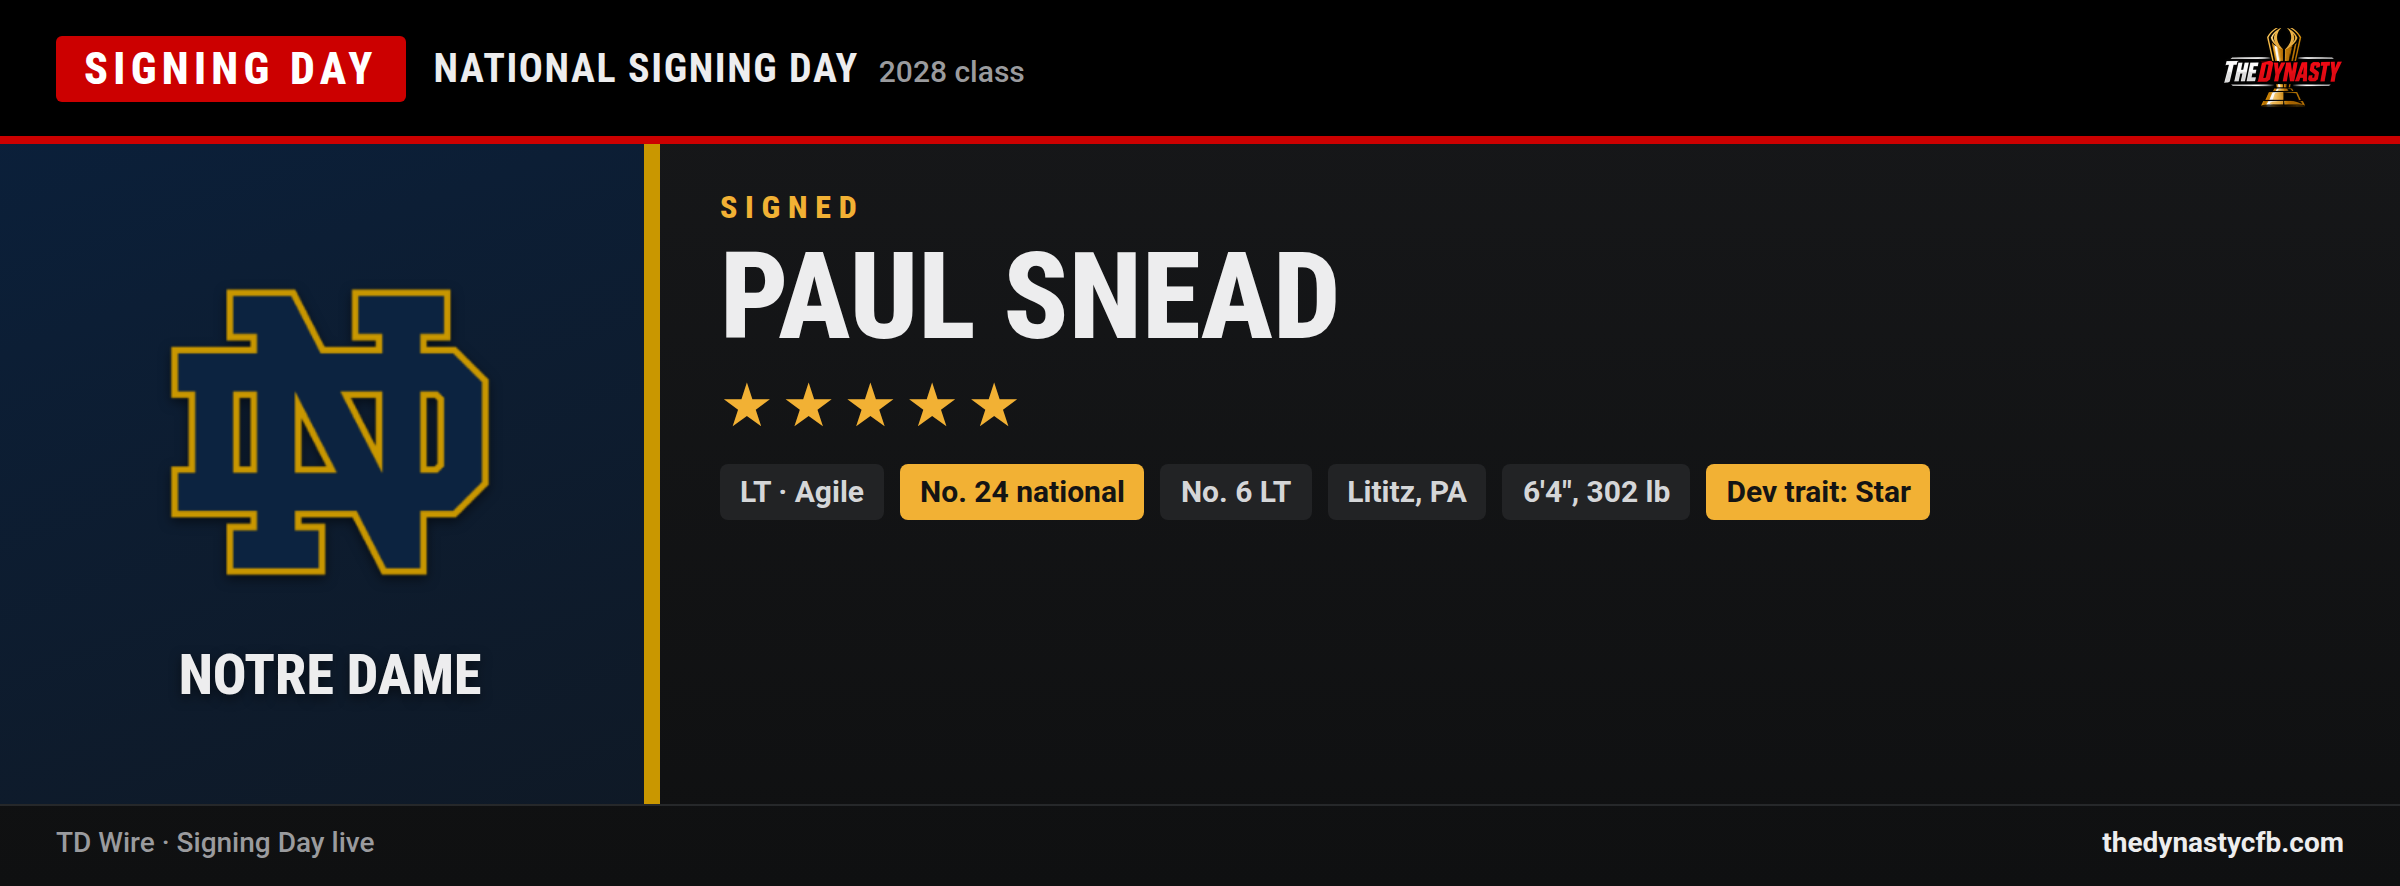 SIGNING DAY NATIONAL SIGNING DAY 2028 class
THE DYNASTY
SIGNED
PAUL SNEAD
★★★★★
LT · Agile No. 24 national No. 6 LT Lititz, PA 6'4", 302 lb Dev trait: Star
ND
NOTRE DAME
TD Wire · Signing Day live
thedynastycfb.com